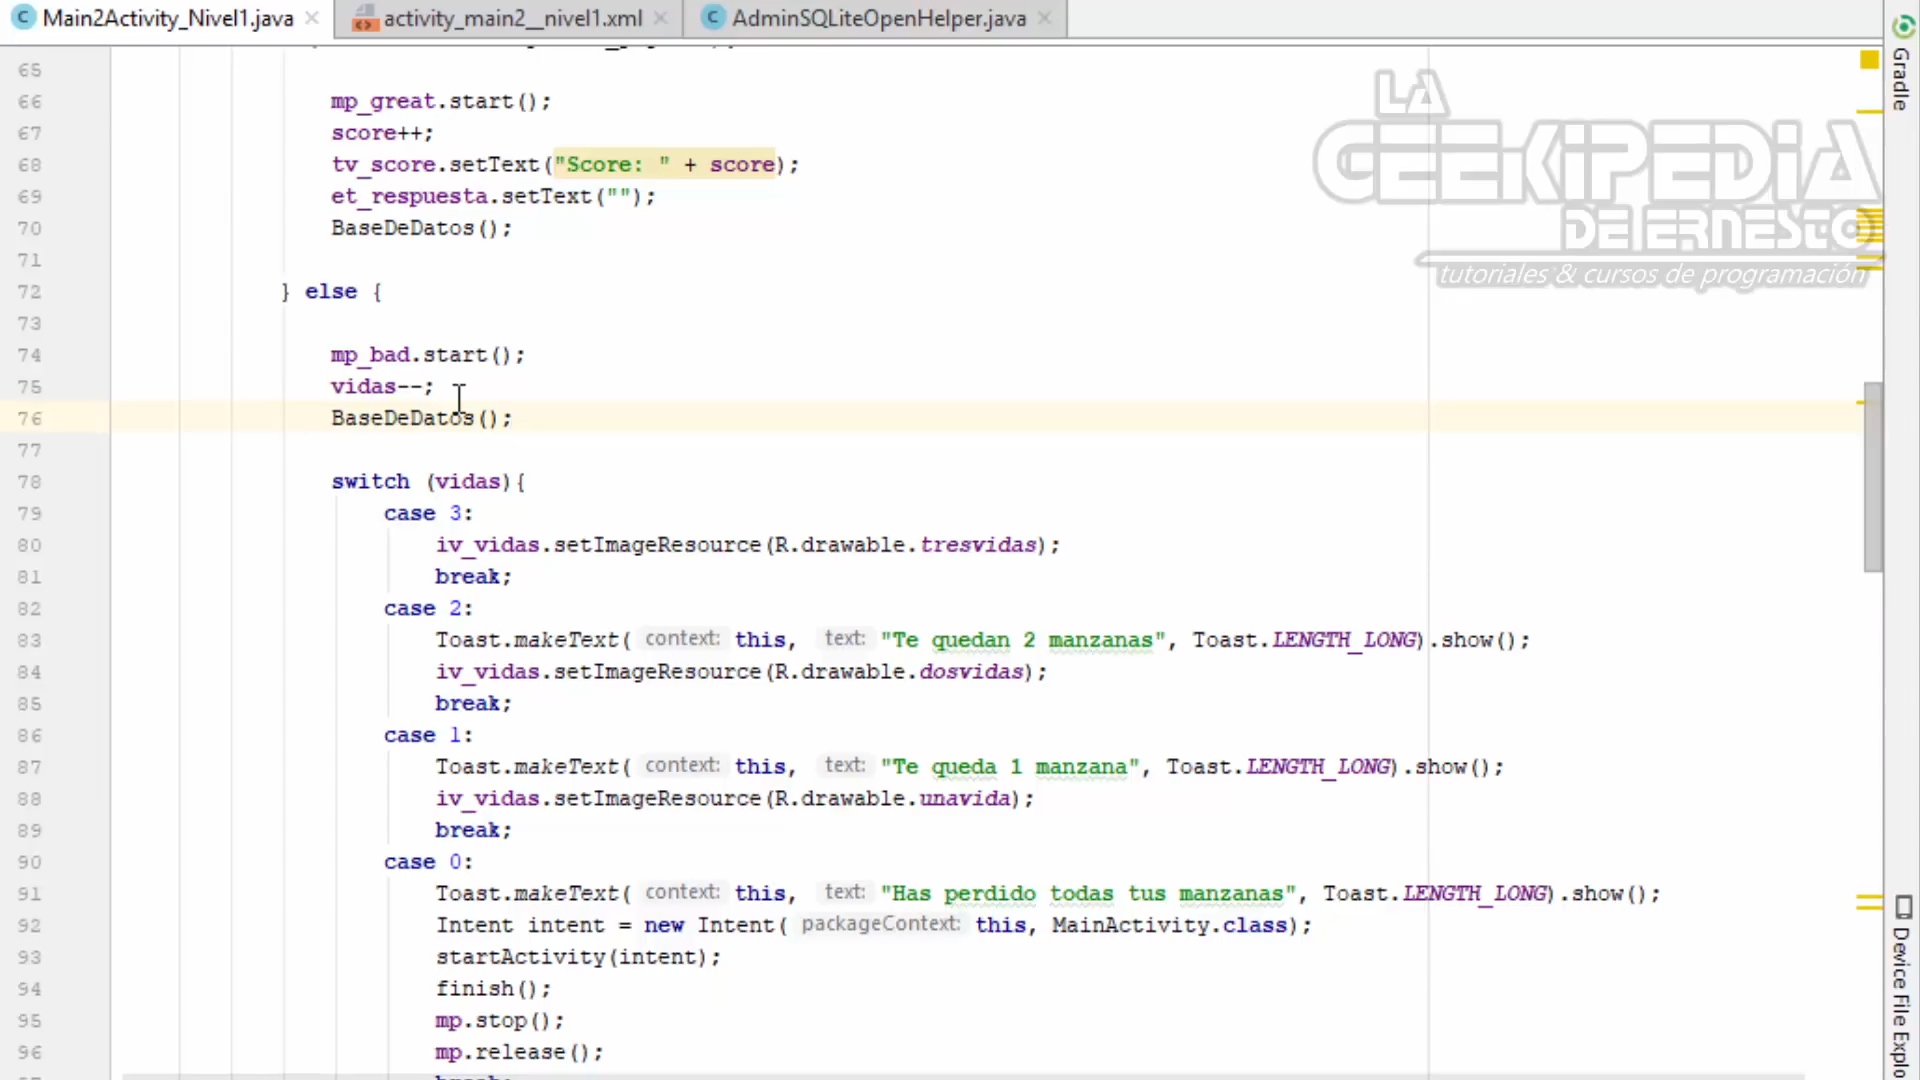 Main2Activity_Nivel1.java
activity_main2__nivel1.xml
AdminSQLiteOpenHelper.java
Gradle
LA
GEEKIPEDIA
DE ERNESTO
tutoriales & cursos de programación
65
66 mp_great.start();
67 score++;
68 tv_score.setText("Score: " + score);
69 et_respuesta.setText("");
70 BaseDeDatos();
71
72 } else {
73
74 mp_bad.start();
75 vidas--;
76 BaseDeDatos();
77
78 switch (vidas){
79 case 3:
80 iv_vidas.setImageResource(R.drawable.tresvidas);
81 break;
82 case 2:
83 Toast.makeText( context: this, text: "Te quedan 2 manzanas", Toast.LENGTH_LONG).show();
84 iv_vidas.setImageResource(R.drawable.dosvidas);
85 break;
86 case 1:
87 Toast.makeText( context: this, text: "Te queda 1 manzana", Toast.LENGTH_LONG).show();
88 iv_vidas.setImageResource(R.drawable.unavida);
89 break;
90 case 0:
91 Toast.makeText( context: this, text: "Has perdido todas tus manzanas", Toast.LENGTH_LONG).show();
92 Intent intent = new Intent( packageContext: this, MainActivity.class);
93 startActivity(intent);
94 finish();
95 mp.stop();
96 mp.release();
Device File Explo